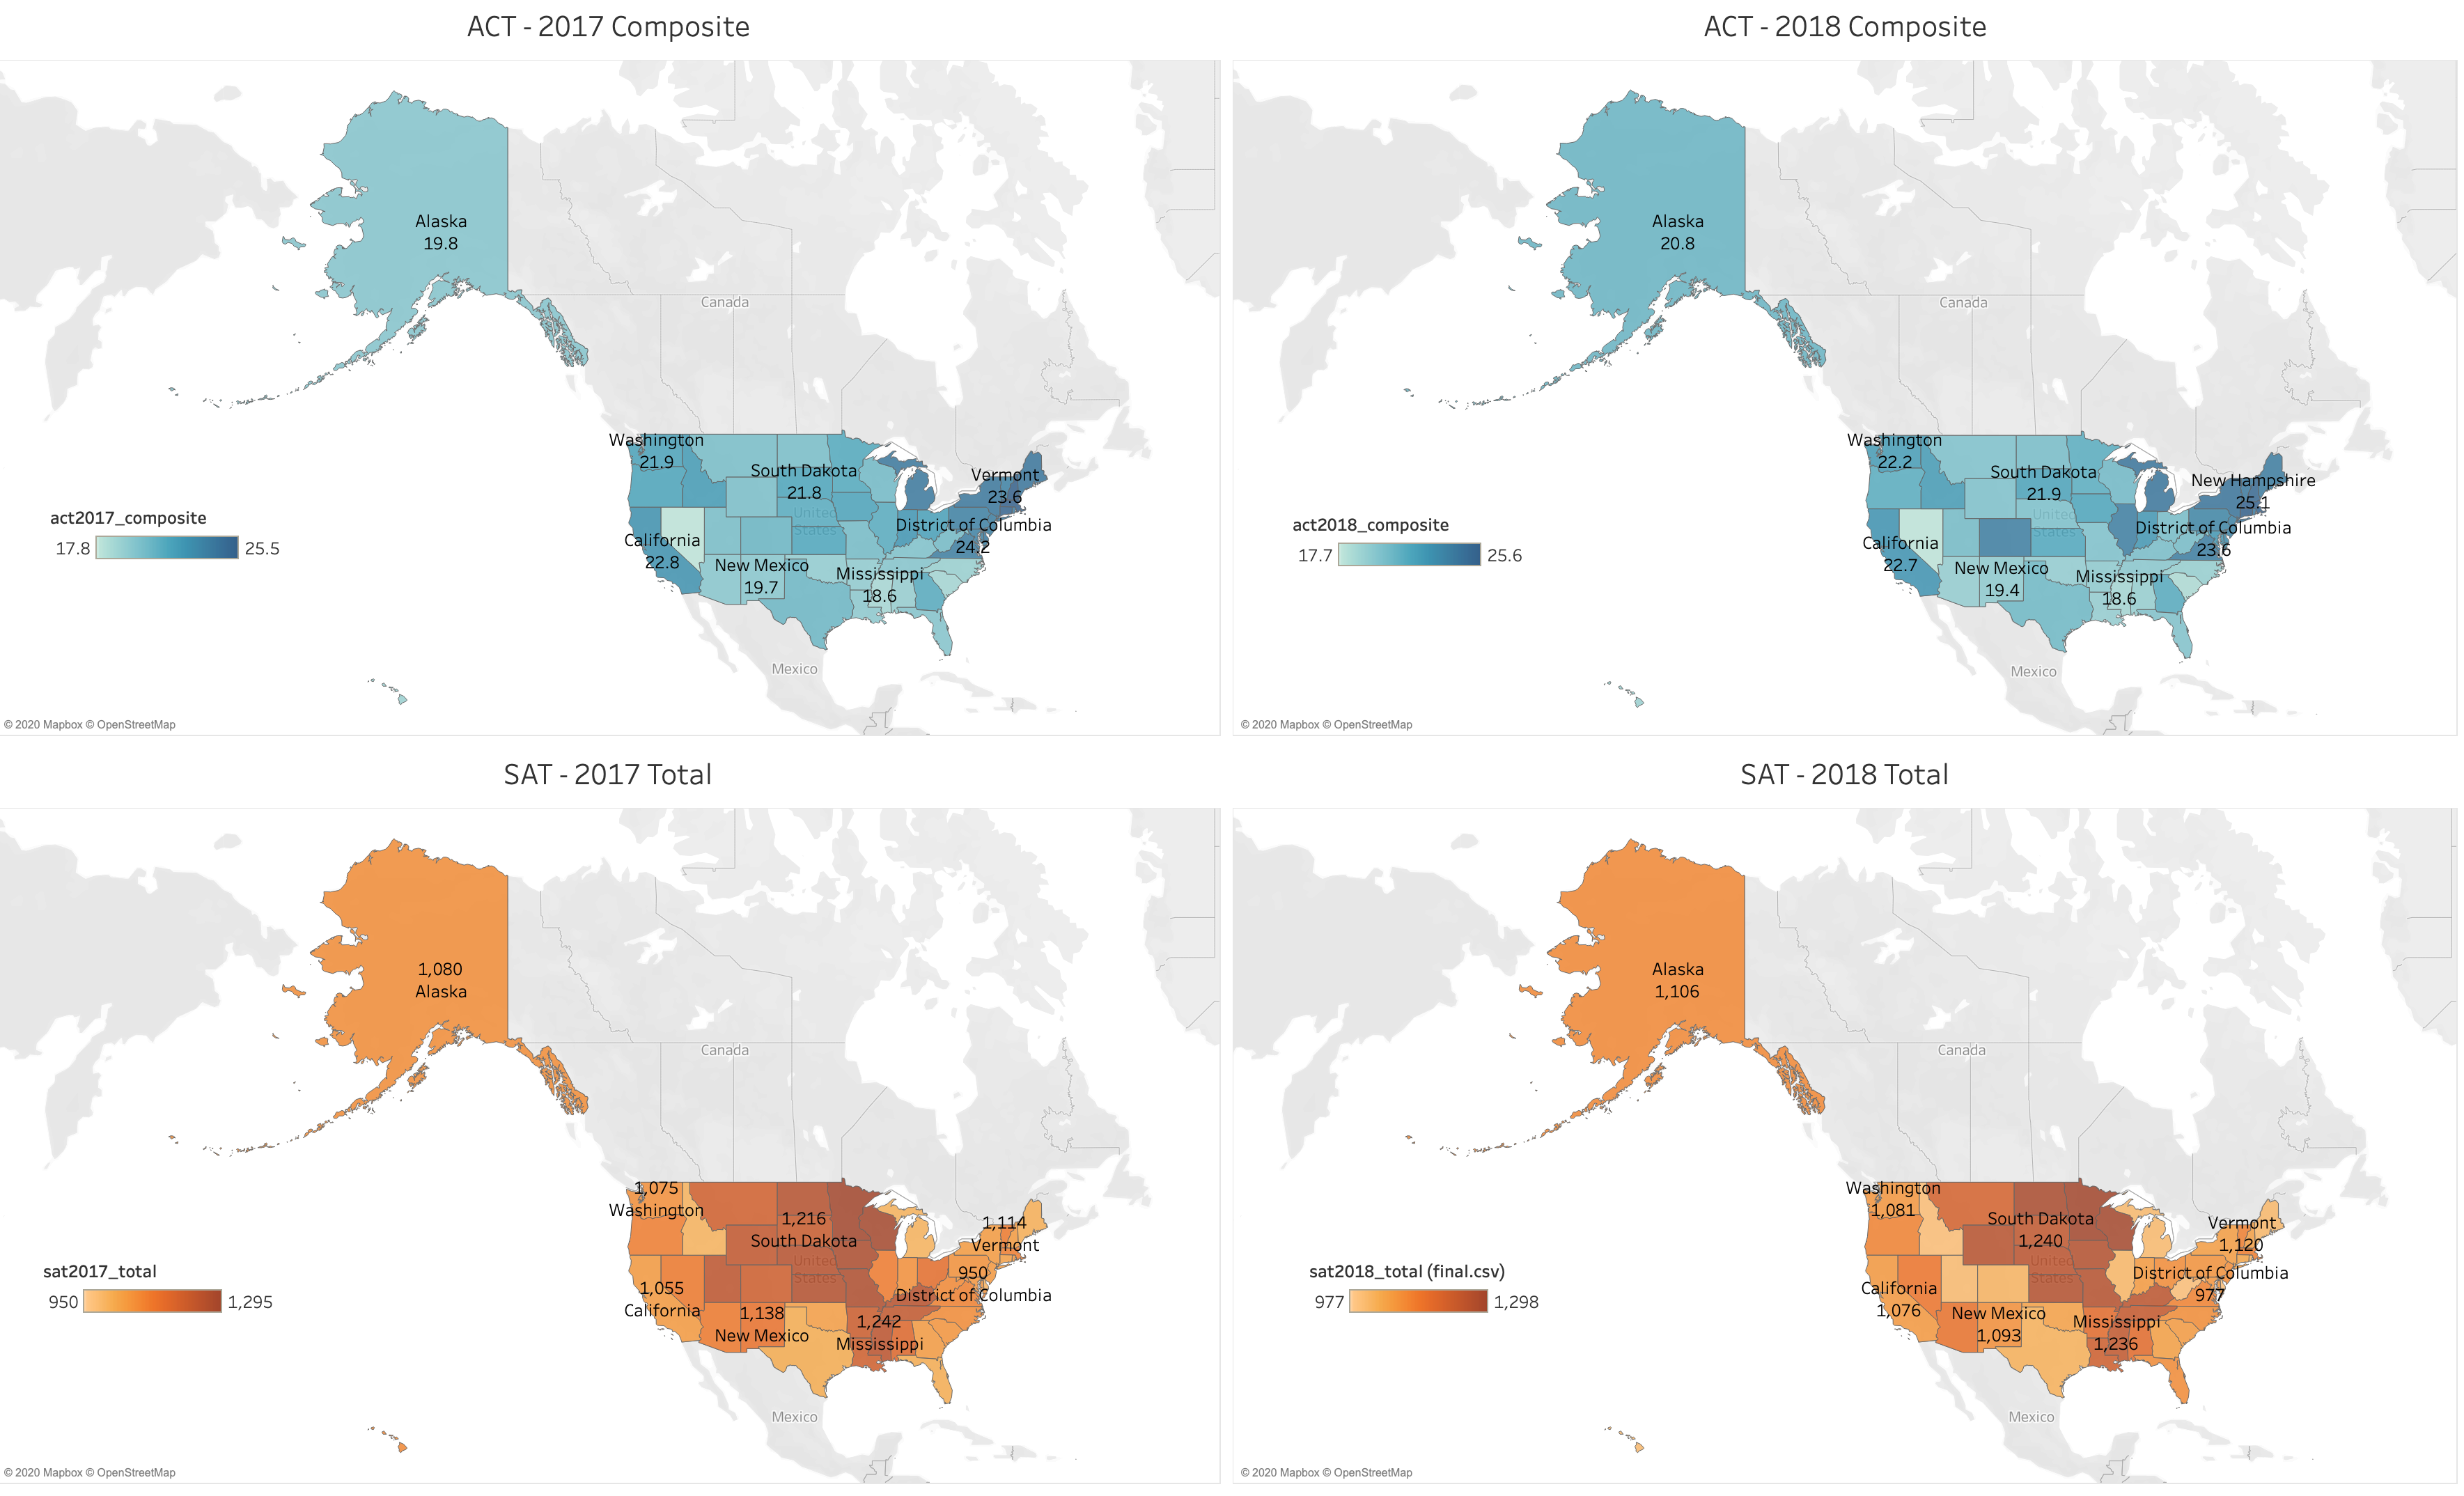 ACT - 2017 Composite
Alaska
19.8
Canada
Washington
21.9
South Dakota
21.8
Vermont
23.6
United
States
District of Columbia
24.2
California
22.8
New Mexico
19.7
Mississippi
18.6
Mexico
act2017_composite
17.8
25.5
© 2020 Mapbox © OpenStreetMap
ACT - 2018 Composite
Alaska
20.8
Canada
Washington
22.2
South Dakota
21.9
New Hampshire
25.1
United
States
District of Columbia
23.6
California
22.7
New Mexico
19.4
Mississippi
18.6
Mexico
act2018_composite
17.7
25.6
© 2020 Mapbox © OpenStreetMap
SAT - 2017 Total
1,080
Alaska
Canada
1,075
Washington
1,216
South Dakota
1,114
Vermont
United
States
950
District of Columbia
1,055
California
1,138
New Mexico
1,242
Mississippi
Mexico
sat2017_total
950
1,295
© 2020 Mapbox © OpenStreetMap
SAT - 2018 Total
Alaska
1,106
Canada
Washington
1,081
South Dakota
1,240
Vermont
1,120
United
States
District of Columbia
977
California
1,076
New Mexico
1,093
Mississippi
1,236
Mexico
sat2018_total (final.csv)
977
1,298
© 2020 Mapbox © OpenStreetMap